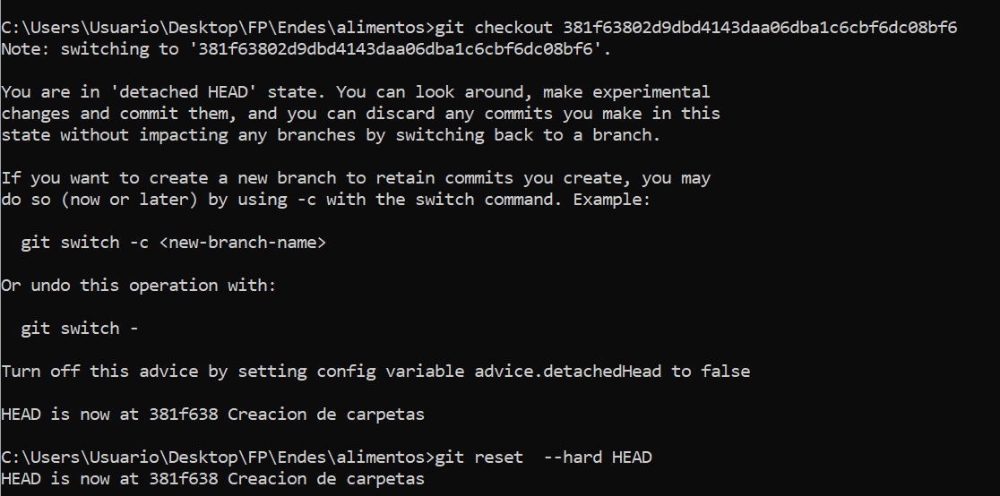 C:\Users\Usuario\Desktop\FP\Endes\alimentos>git checkout 381f63802d9dbd4143daa06dba1c6cbf6dc08bf6
Note: switching to '381f63802d9dbd4143daa06dba1c6cbf6dc08bf6'.
You are in 'detached HEAD' state. You can look around, make experimental
changes and commit them, and you can discard any commits you make in this
state without impacting any branches by switching back to a branch.
If you want to create a new branch to retain commits you create, you may
do so (now or later) by using -c with the switch command. Example:
git switch -c <new-branch-name>
Or undo this operation with:
git switch -
Turn off this advice by setting config variable advice.detachedHead to false
HEAD is now at 381f638 Creacion de carpetas
C:\Users\Usuario\Desktop\FP\Endes\alimentos>git reset  --hard HEAD
HEAD is now at 381f638 Creacion de carpetas